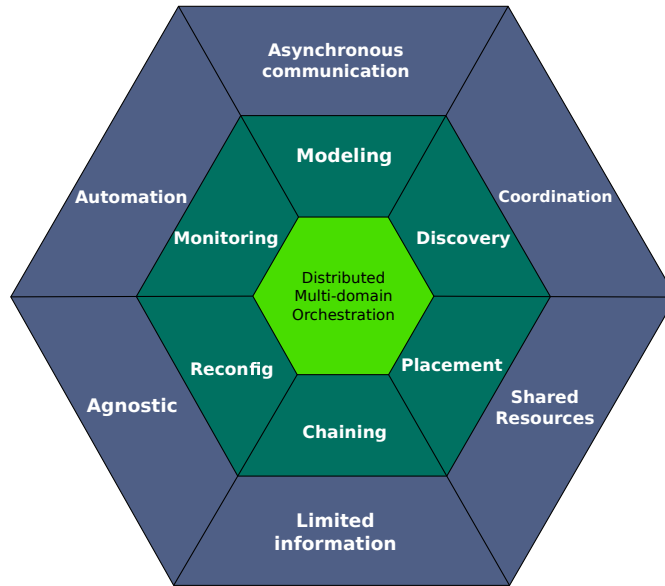 Asynchronous
communication
Modeling
Automation
Coordination
Monitoring
Discovery
Distributed
Multi-domain
Orchestration
Reconfig
Placement
Agnostic
Shared
Resources
Chaining
Limited
information